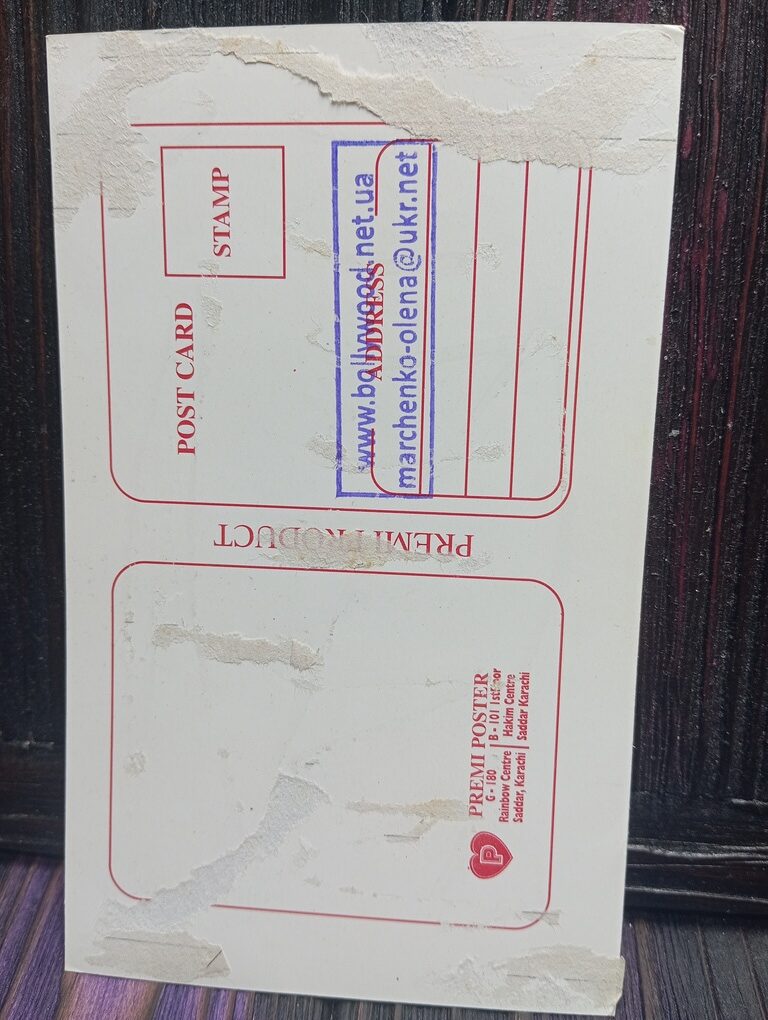 POST CARD
STAMP
ADDRESS
www.bollywood.net.ua
marchenko-olena@ukr.net
PREMI PRODUCT
P
PREMI POSTER
G - 180
Rainbow Centre
Saddar, Karachi
B - 101 1st Floor
Hakim Centre
Saddar Karachi